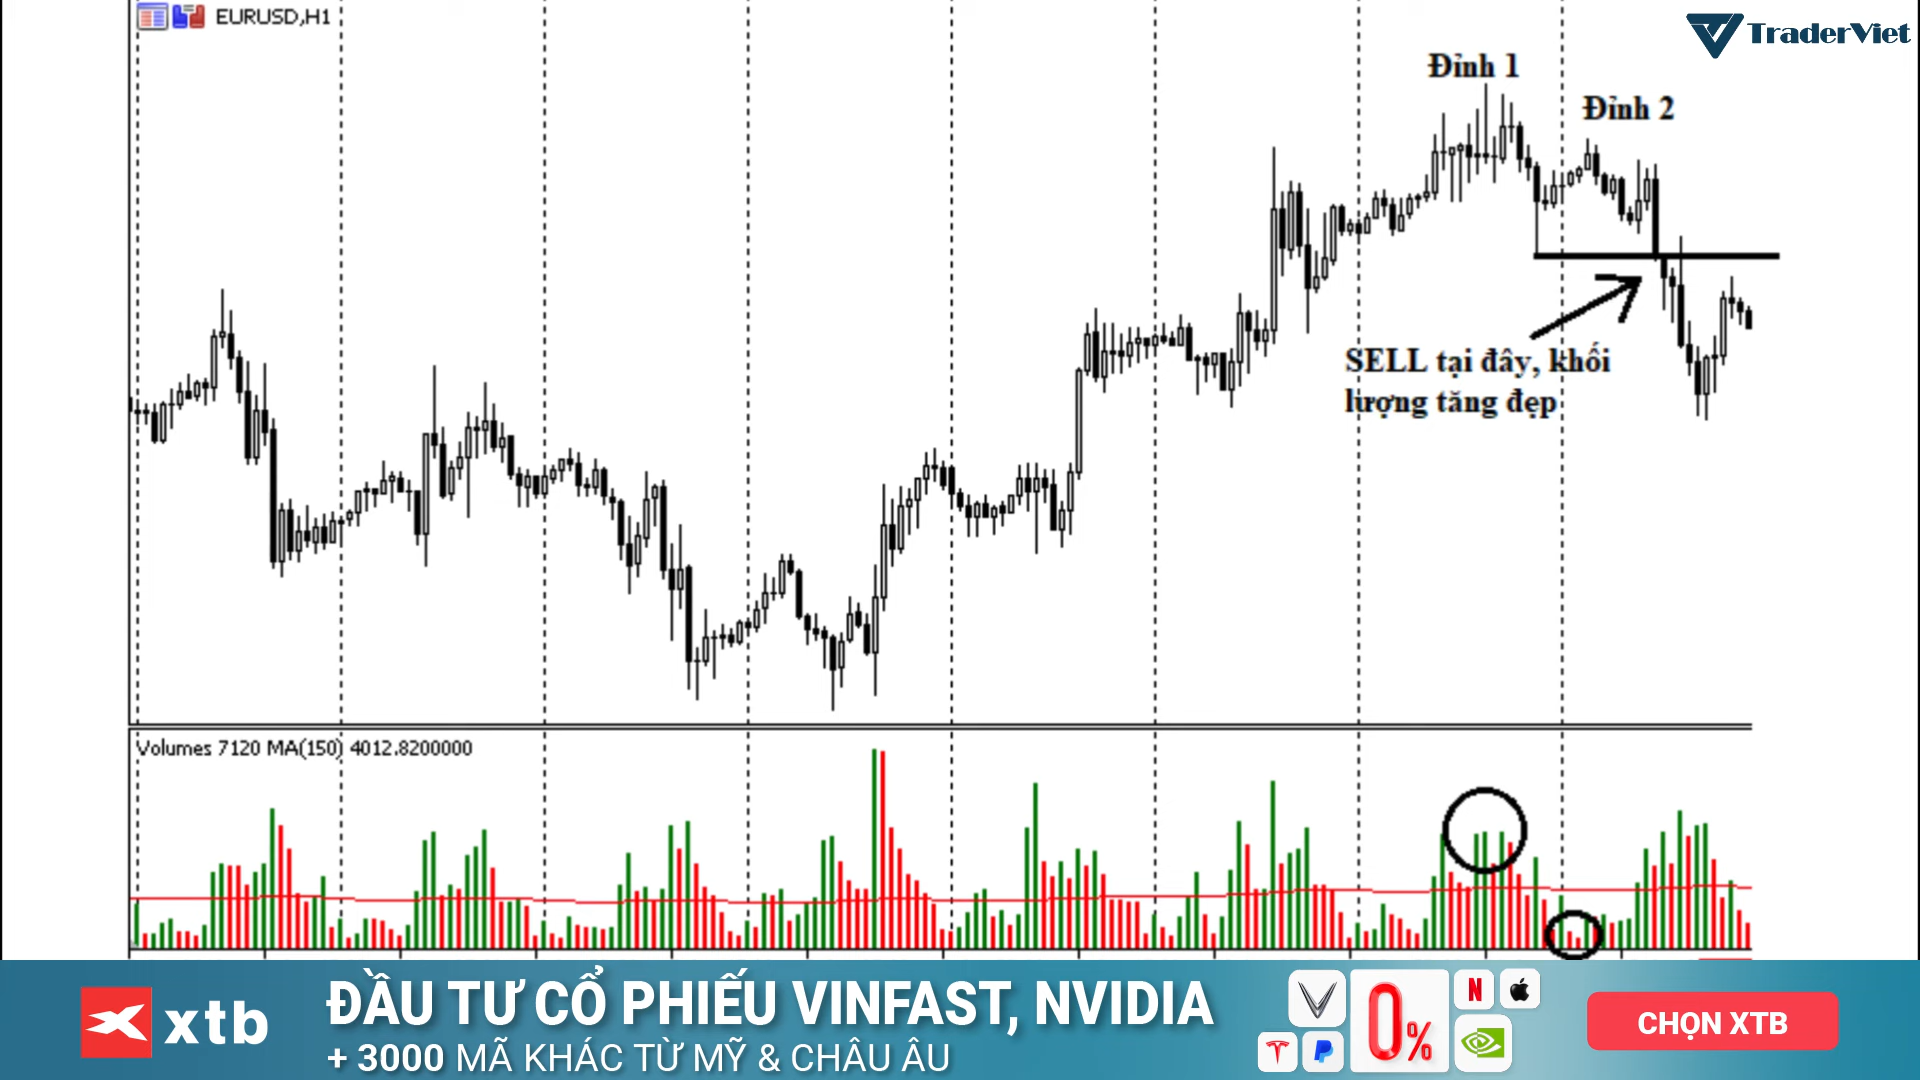 EURUSD,H1
TraderViet
Đỉnh 1
Đỉnh 2
SELL tại đây, khối
lượng tăng đẹp
Volumes 7120 MA(150) 4012.8200000
xtb
ĐẦU TƯ CỔ PHIẾU VINFAST, NVIDIA
+ 3000 MÃ KHÁC TỪ MỸ & CHÂU ÂU
0%
N
CHỌN XTB